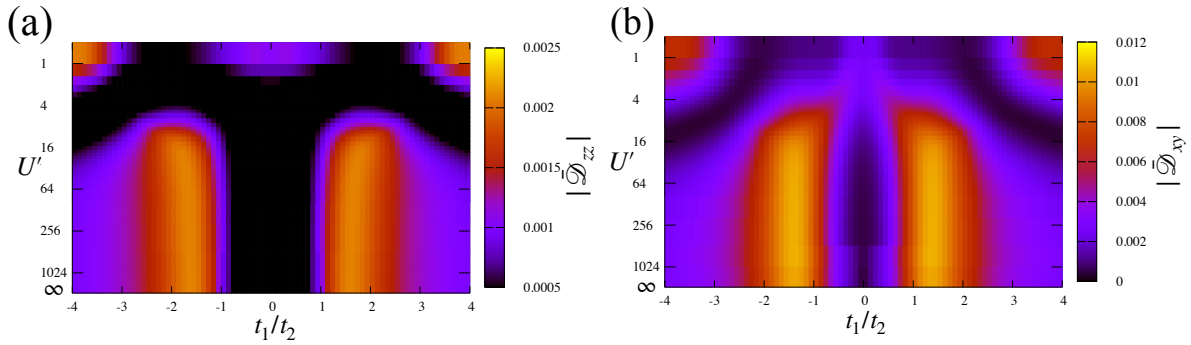 (a)
1
4
16
U′
64
256
1024
∞
-4 -3 -2 -1 0 1 2 3 4
t₁/t₂
0.0025
0.002
0.0015
0.001
0.0005
|𝒟̄zz|
(b)
1
4
16
U′
64
256
1024
∞
-4 -3 -2 -1 0 1 2 3 4
t₁/t₂
0.012
0.01
0.008
0.006
0.004
0.002
0
|𝒟̄xy|